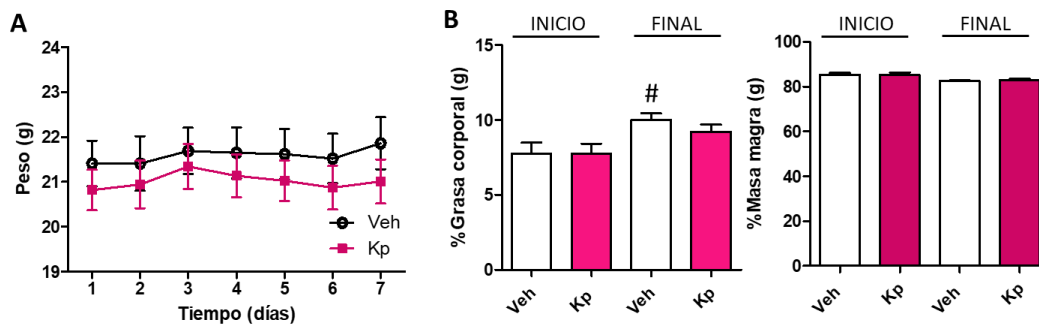 A
Peso (g)
24
23
22
21
20
19
1 2 3 4 5 6 7
Tiempo (días)
Veh
Kp
B
INICIO FINAL
%Grasa corporal (g)
15
10
5
0
#
Veh Kp Veh Kp
INICIO FINAL
%Masa magra (g)
100
80
60
40
20
0
Veh Kp Veh Kp